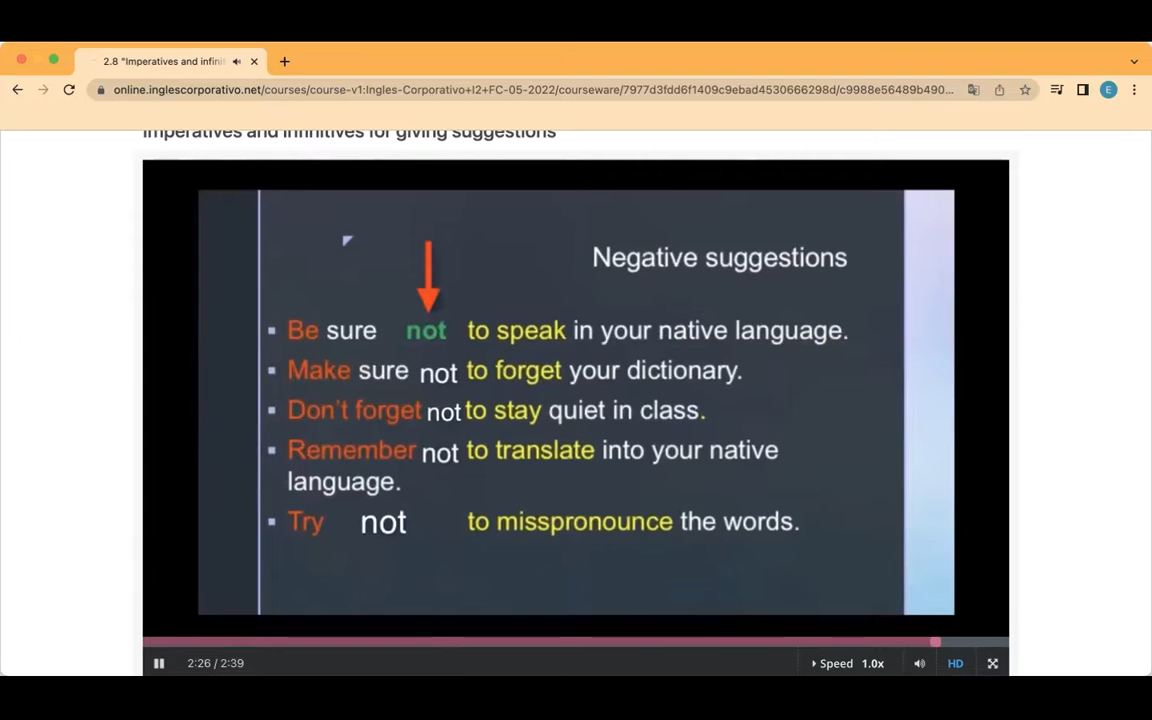 2.8 "Imperatives and infini
online.inglescorporativo.net/courses/course-v1:Ingles-Corporativo+I2+FC-05-2022/courseware/7977d3fdd6f1409c9ebad4530666298d/c9988e56489b490...
E
Imperatives and infinitives for giving suggestions
Negative suggestions
Be sure not to speak in your native language.
Make sure not to forget your dictionary.
Don't forget not to stay quiet in class.
Remember not to translate into your native
language.
Try not to misspronounce the words.
2:26 / 2:39
Speed 1.0x
HD